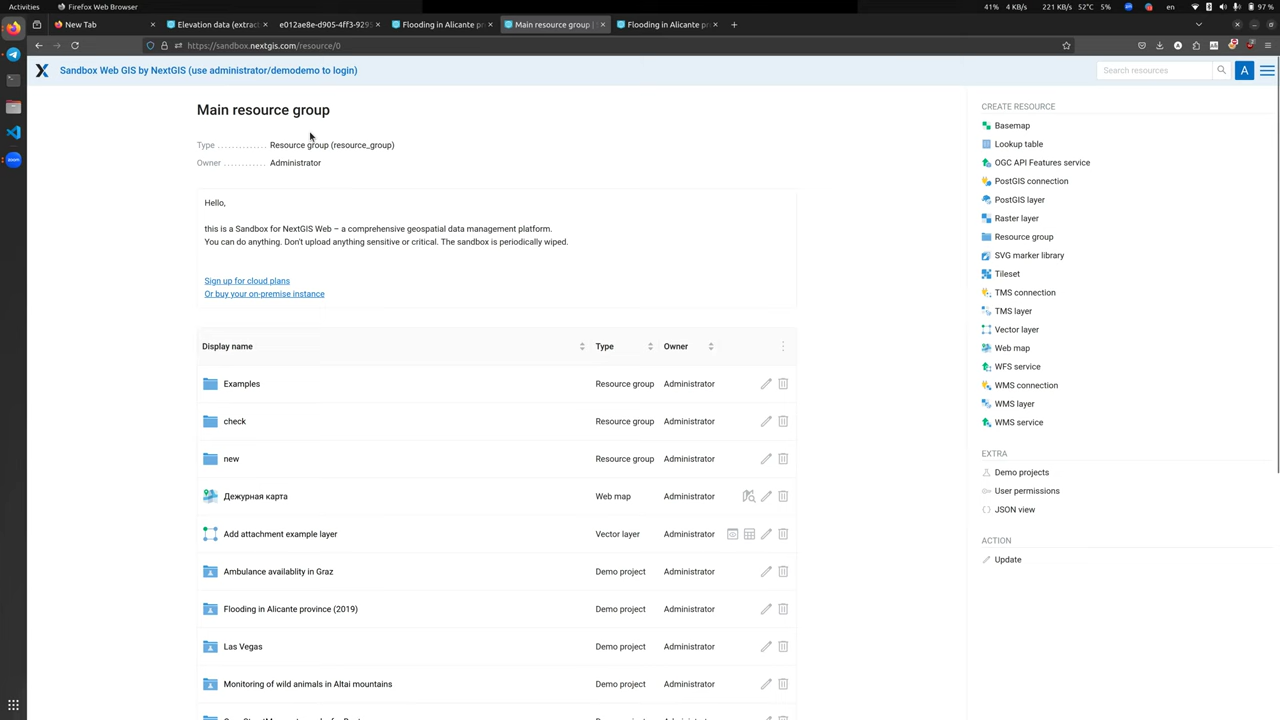 Activities
Firefox Web Browser
41% 4 KB/s 221 KB/s 52°C 5% en 97 %
New Tab
Elevation data (extract
e012ae8e-d905-4ff3-9295
Flooding in Alicante pro
Main resource group |
Flooding in Alicante pro
https://sandbox.nextgis.com/resource/0
Sandbox Web GIS by NextGIS (use administrator/demodemo to login)
Search resources
A
Main resource group
Type ............. Resource group (resource_group)
Owner ........... Administrator
Hello,
this is a Sandbox for NextGIS Web – a comprehensive geospatial data management platform.
You can do anything. Don't upload anything sensitive or critical. The sandbox is periodically wiped.
Sign up for cloud plans
Or buy your on-premise instance
Display name Type Owner
Examples Resource group Administrator
check Resource group Administrator
new Resource group Administrator
Дежурная карта Web map Administrator
Add attachment example layer Vector layer Administrator
Ambulance availablity in Graz Demo project Administrator
Flooding in Alicante province (2019) Demo project Administrator
Las Vegas Demo project Administrator
Monitoring of wild animals in Altai mountains Demo project Administrator
CREATE RESOURCE
Basemap
Lookup table
OGC API Features service
PostGIS connection
PostGIS layer
Raster layer
Resource group
SVG marker library
Tileset
TMS connection
TMS layer
Vector layer
Web map
WFS service
WMS connection
WMS layer
WMS service
EXTRA
Demo projects
User permissions
JSON view
ACTION
Update